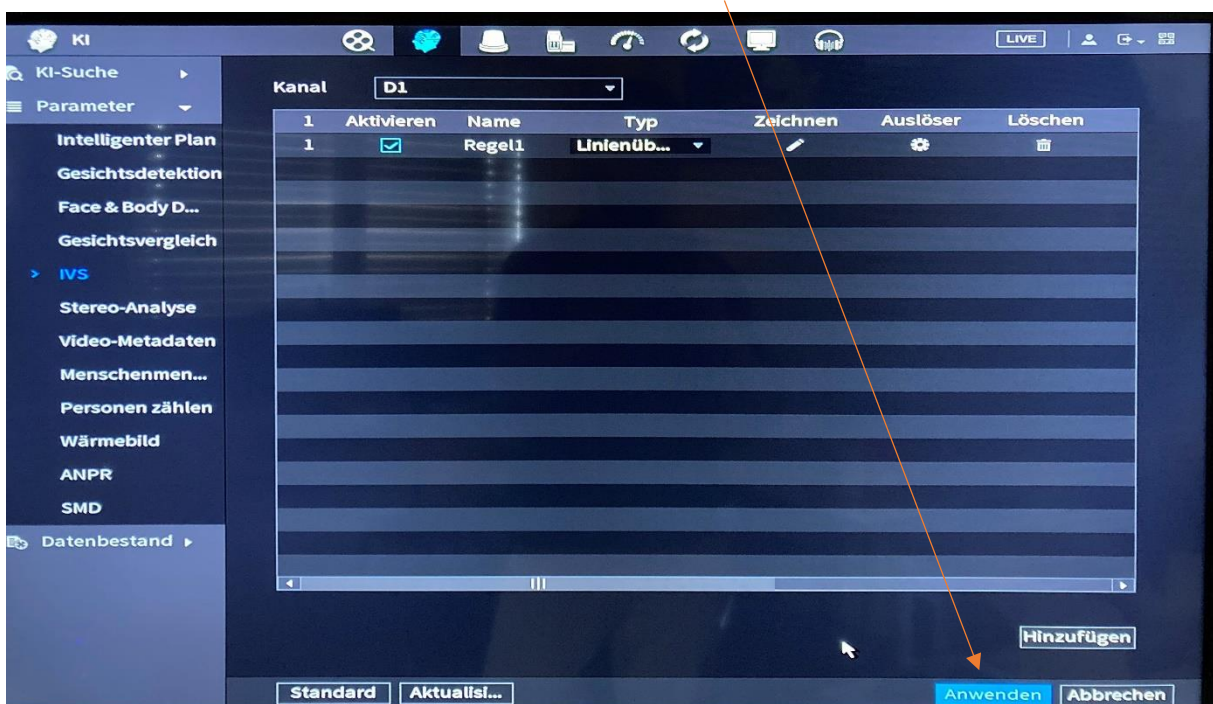 KI
LIVE
KI-Suche
Parameter
Intelligenter Plan
Gesichtsdetektion
Face & Body D...
Gesichtsvergleich
> IVS
Stereo-Analyse
Video-Metadaten
Menschenmen...
Personen zählen
Wärmebild
ANPR
SMD
Datenbestand
Kanal D1
1 Aktivieren Name Typ Zeichnen Auslöser Löschen
1 Regel1 Linienüb...
Hinzufügen
Standard Aktualisi... Anwenden Abbrechen